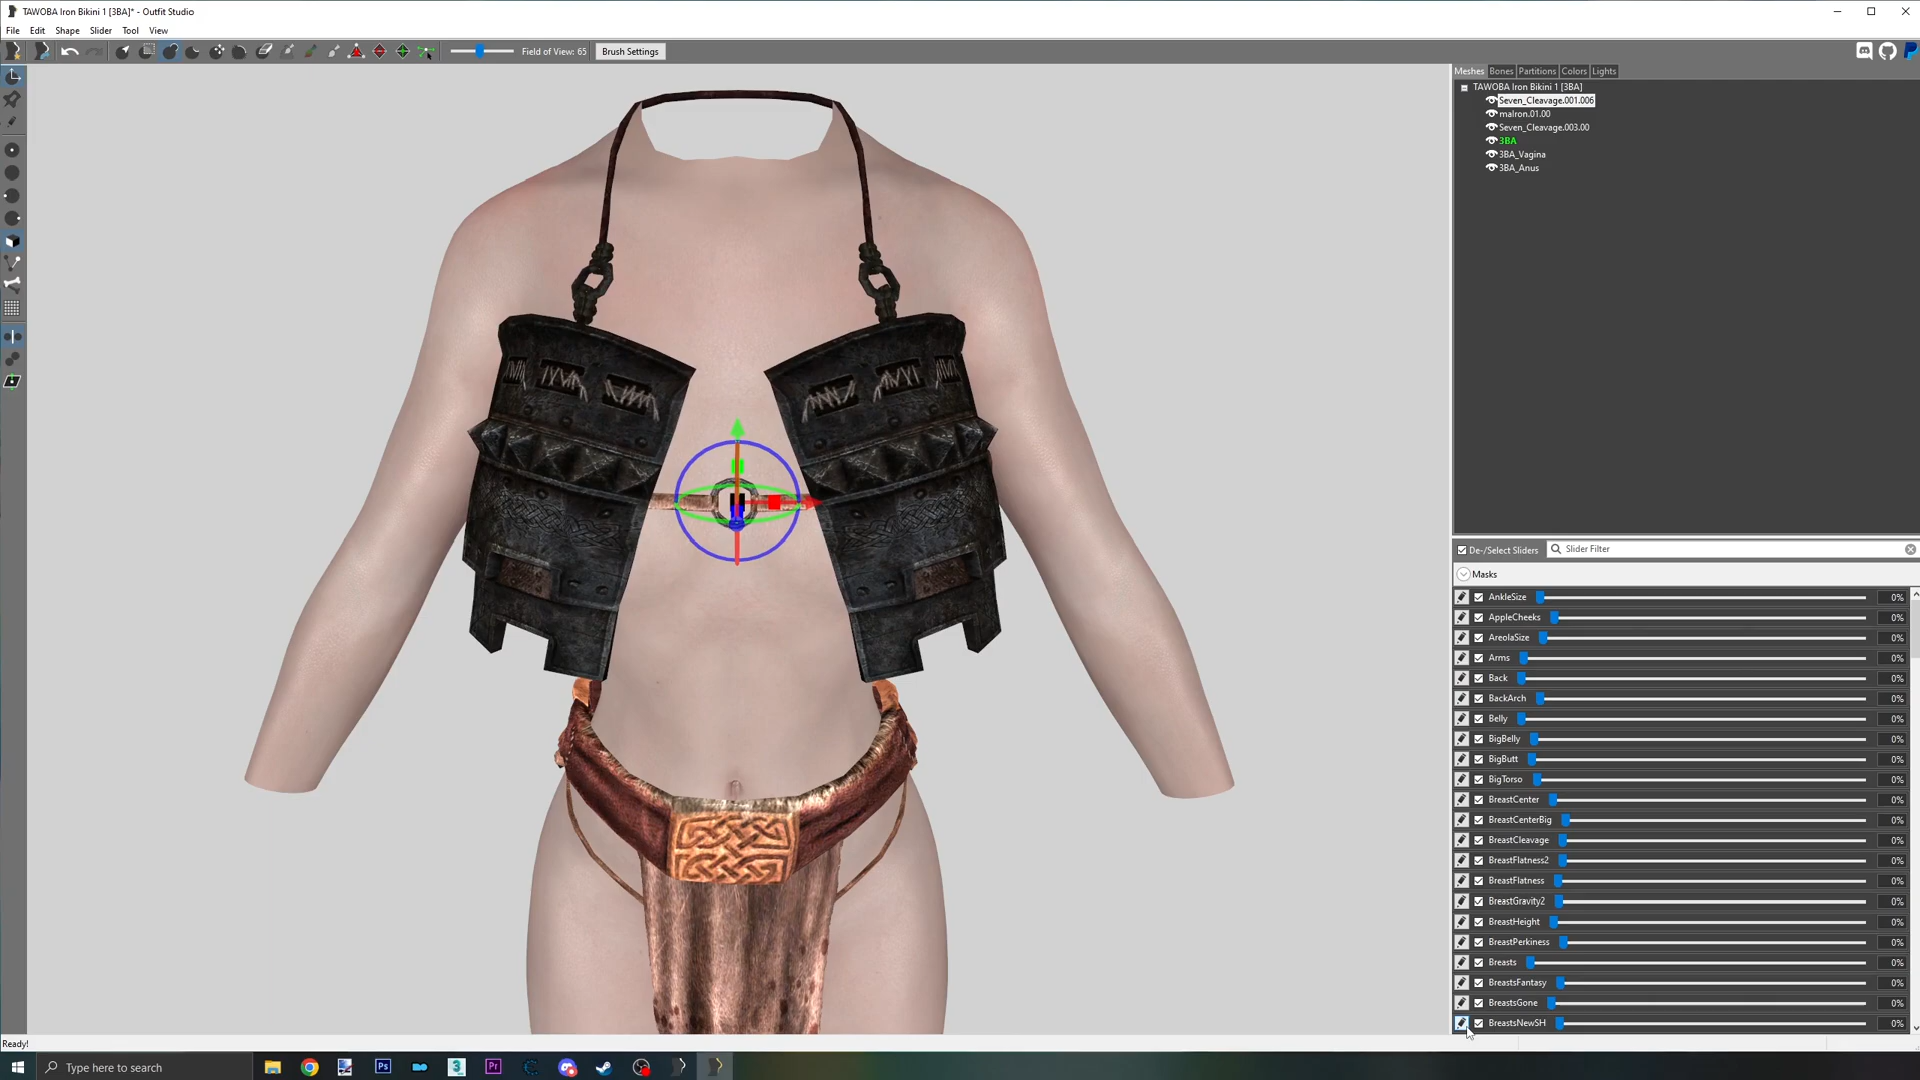 TAWOBA Iron Bikini 1 [3BA]* - Outfit Studio
File Edit Shape Slider Tool View
Field of View: 65 Brush Settings
Meshes Bones Partitions Colors Lights
TAWOBA Iron Bikini 1 [3BA]
Seven_Cleavage.001.006
malron.01.00
Seven_Cleavage.003.00
3BA
3BA_Vagina
3BA_Anus
De-/Select Sliders Slider Filter
Masks
AnkleSize 0%
AppleCheeks 0%
AreolaSize 0%
Arms 0%
Back 0%
BackArch 0%
Belly 0%
BigBelly 0%
BigButt 0%
BigTorso 0%
BreastCenter 0%
BreastCenterBig 0%
BreastCleavage 0%
BreastFlatness2 0%
BreastFlatness 0%
BreastGravity2 0%
BreastHeight 0%
BreastPerkiness 0%
Breasts 0%
BreastsFantasy 0%
BreastsGone 0%
BreastsNewSH 0%
Ready!
Type here to search
Ps 3 Pr